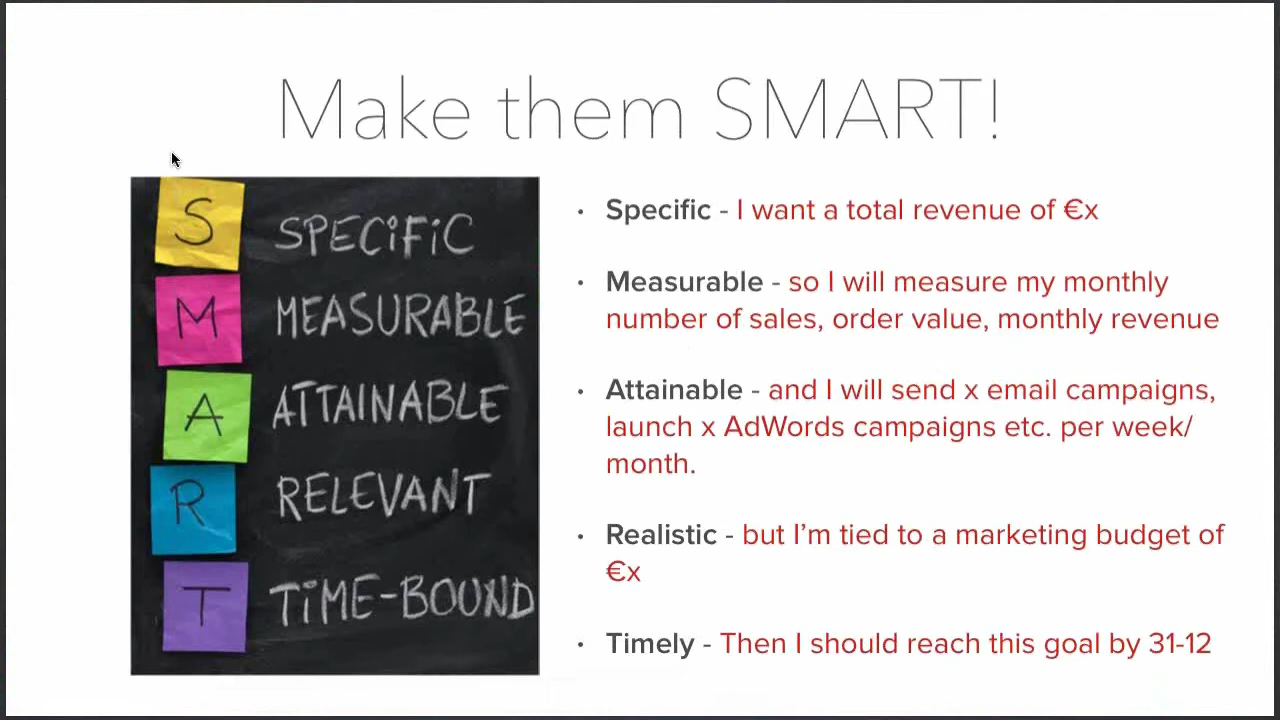 Make them SMART!
S SPECIFIC
M MEASURABLE
A ATTAINABLE
R RELEVANT
T TIME-BOUND
• Specific - I want a total revenue of €x
• Measurable - so I will measure my monthly
number of sales, order value, monthly revenue
• Attainable - and I will send x email campaigns,
launch x AdWords campaigns etc. per week/
month.
• Realistic - but I'm tied to a marketing budget of
€x
• Timely - Then I should reach this goal by 31-12